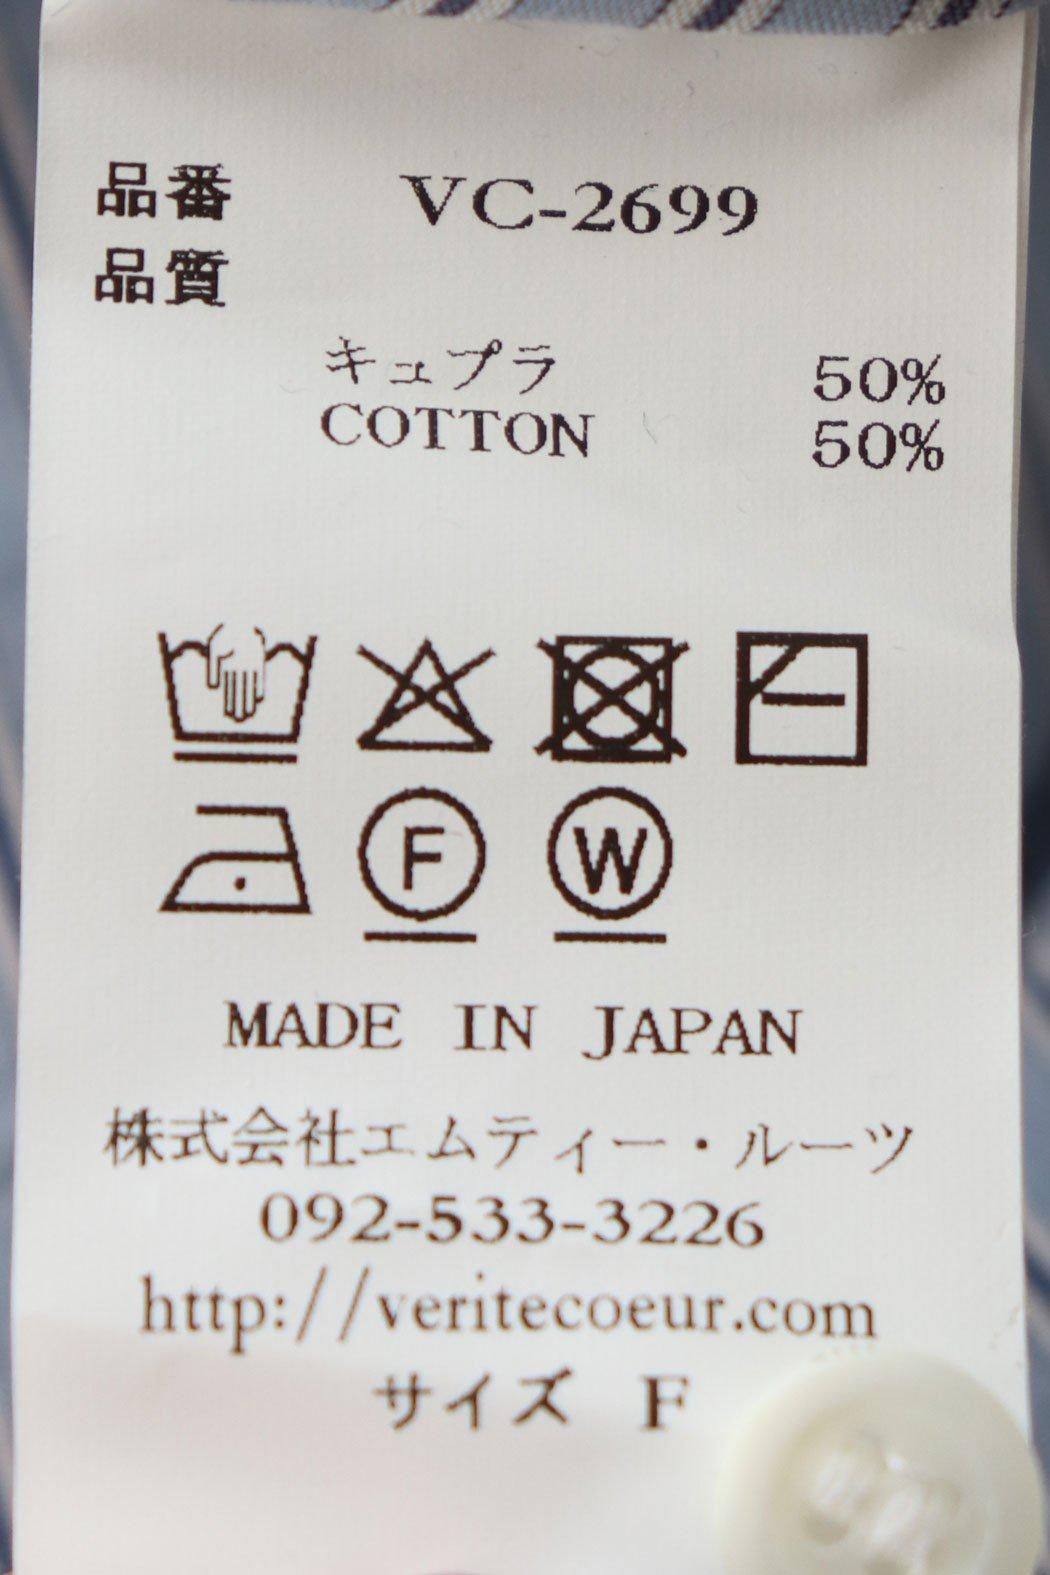 品番 VC-2699
品質
キュプラ 50%
COTTON 50%
F W
MADE IN JAPAN
株式会社エムティー・ルーツ
092-533-3226
http://veritecoeur.com
サイズ F